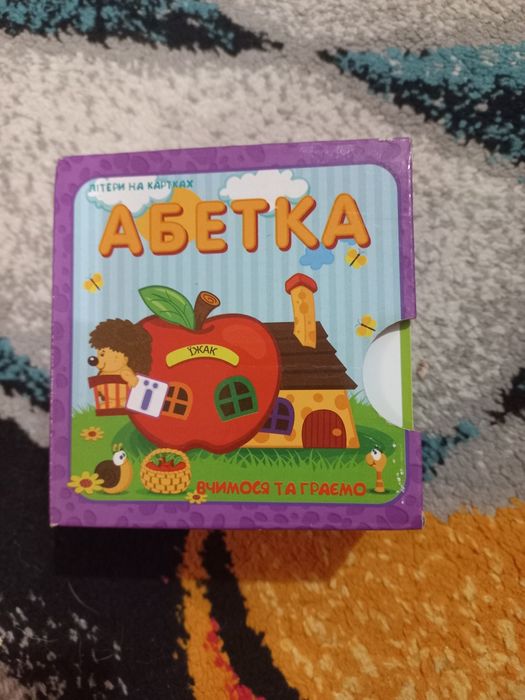 ЛІТЕРИ НА КАРТКАХ
АБЕТКА
ЇЖАК
Ї
ВЧИМОСЯ ТА ГРАЄМО